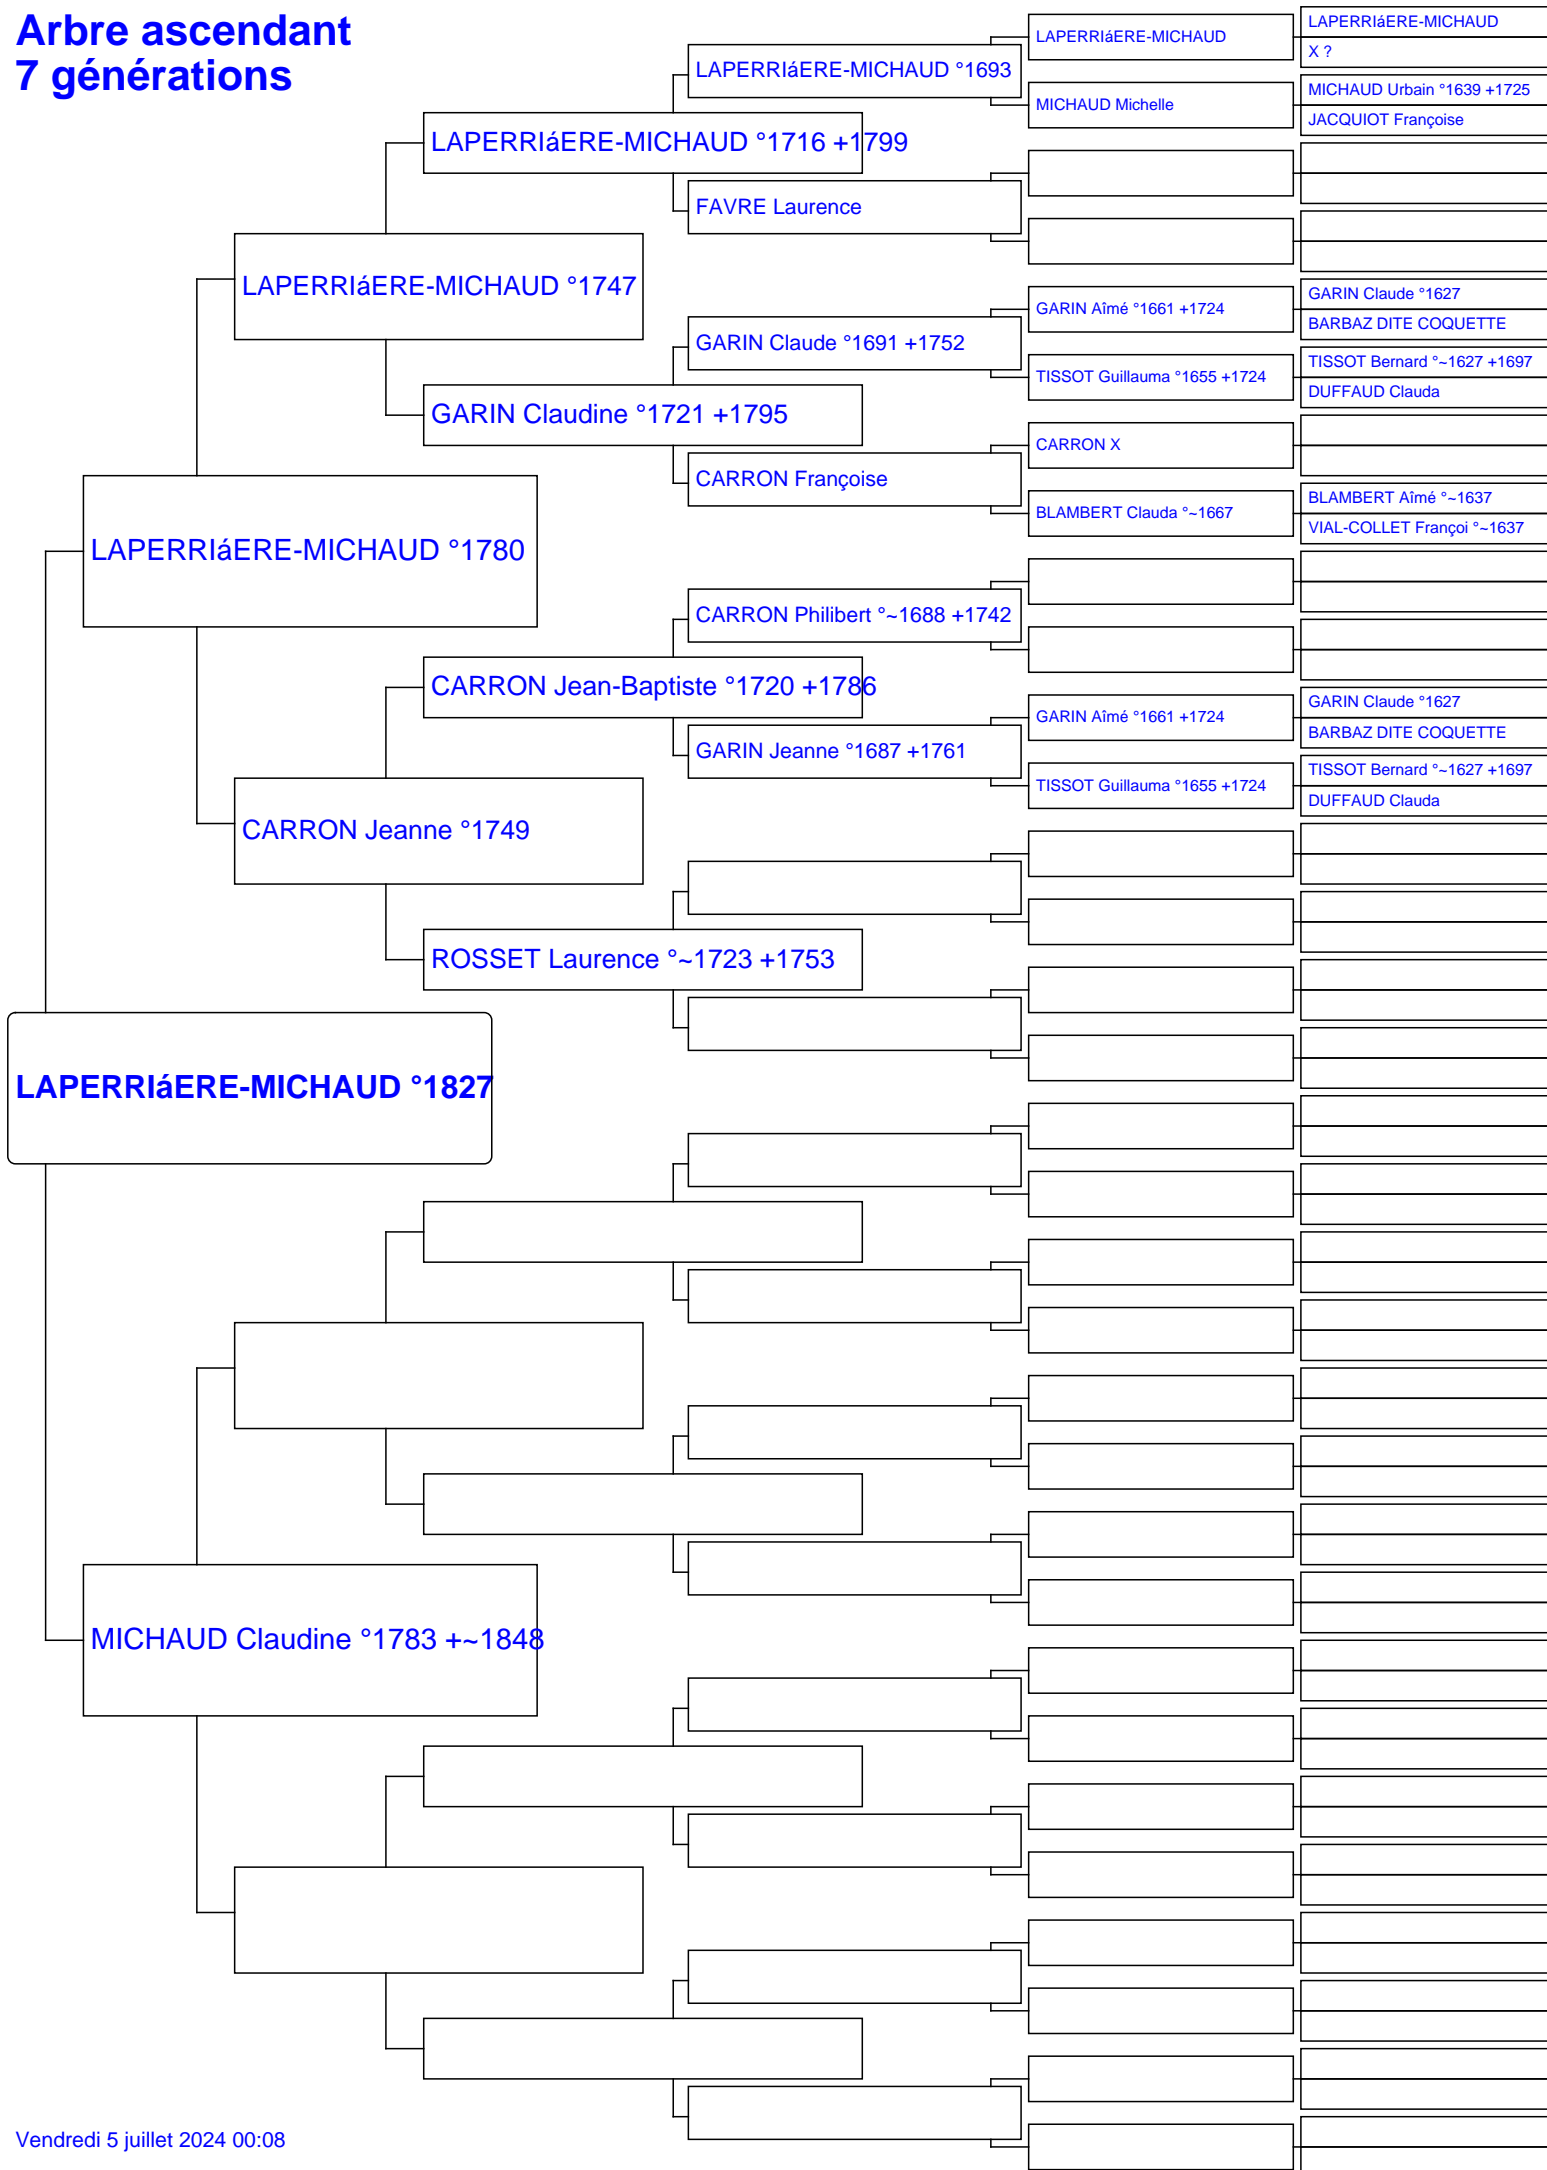 Arbre ascendant
7 générations
LAPERRIáERE-MICHAUD °1827
LAPERRIáERE-MICHAUD °1780
MICHAUD Claudine °1783 +~1848
LAPERRIáERE-MICHAUD °1747
CARRON Jeanne °1749
LAPERRIáERE-MICHAUD °1716 +1799
GARIN Claudine °1721 +1795
CARRON Jean-Baptiste °1720 +1786
ROSSET Laurence °~1723 +1753
LAPERRIáERE-MICHAUD °1693
FAVRE Laurence
GARIN Claude °1691 +1752
CARRON Françoise
CARRON Philibert °~1688 +1742
GARIN Jeanne °1687 +1761
LAPERRIáERE-MICHAUD
MICHAUD Michelle
GARIN Aîmé °1661 +1724
TISSOT Guillauma °1655 +1724
CARRON X
BLAMBERT Clauda °~1667
GARIN Aîmé °1661 +1724
TISSOT Guillauma °1655 +1724
LAPERRIáERE-MICHAUD
X ?
MICHAUD Urbain °1639 +1725
JACQUIOT Françoise
GARIN Claude °1627
BARBAZ DITE COQUETTE
TISSOT Bernard °~1627 +1697
DUFFAUD Clauda
BLAMBERT Aîmé °~1637
VIAL-COLLET Françoi °~1637
GARIN Claude °1627
BARBAZ DITE COQUETTE
TISSOT Bernard °~1627 +1697
DUFFAUD Clauda
Vendredi 5 juillet 2024 00:08